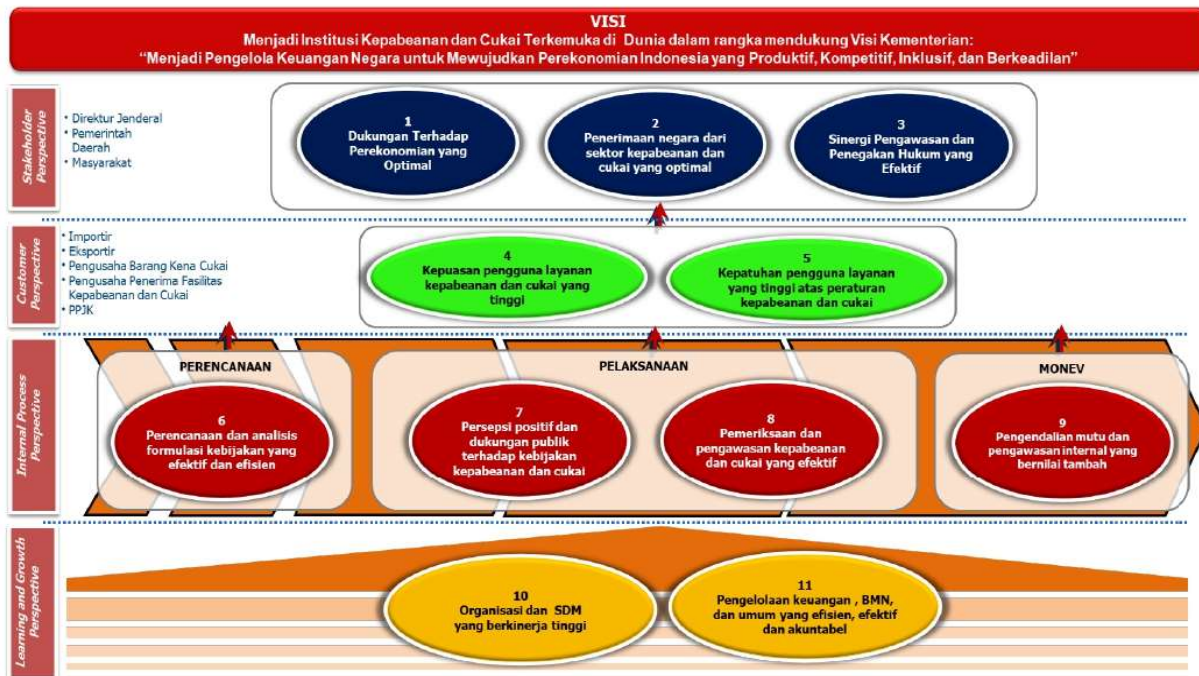 VISI
Menjadi Institusi Kepabeanan dan Cukai Terkemuka di Dunia dalam rangka mendukung Visi Kementerian:
“Menjadi Pengelola Keuangan Negara untuk Mewujudkan Perekonomian Indonesia yang Produktif, Kompetitif, Inklusif, dan Berkeadilan”
Stakeholder
Perspective
• Direktur Jenderal
• Pemerintah
Daerah
• Masyarakat
1
Dukungan Terhadap
Perekonomian yang
Optimal
2
Penerimaan negara dari
sektor kepabeanan dan
cukai yang optimal
3
Sinergi Pengawasan dan
Penegakan Hukum yang
Efektif
Customer
Perspective
• Importir
• Eksportir
• Pengusaha Barang Kena Cukai
• Pengusaha Penerima Fasilitas
Kepabeanan dan Cukai
• PPJK
4
Kepuasan pengguna layanan
kepabeanan dan cukai yang
tinggi
5
Kepatuhan pengguna layanan
yang tinggi atas peraturan
kepabeanan dan cukai
Internal Process
Perspective
PERENCANAAN
6
Perencanaan dan analisis
formulasi kebijakan yang
efektif dan efisien
PELAKSANAAN
7
Persepsi positif dan
dukungan publik
terhadap kebijakan
kepabeanan dan cukai
8
Pemeriksaan dan
pengawasan kepabeanan
dan cukai yang efektif
MONEV
9
Pengendalian mutu dan
pengawasan internal yang
bernilai tambah
Learning and Growth
Perspective
10
Organisasi dan SDM
yang berkinerja tinggi
11
Pengelolaan keuangan , BMN,
dan umum yang efisien, efektif
dan akuntabel